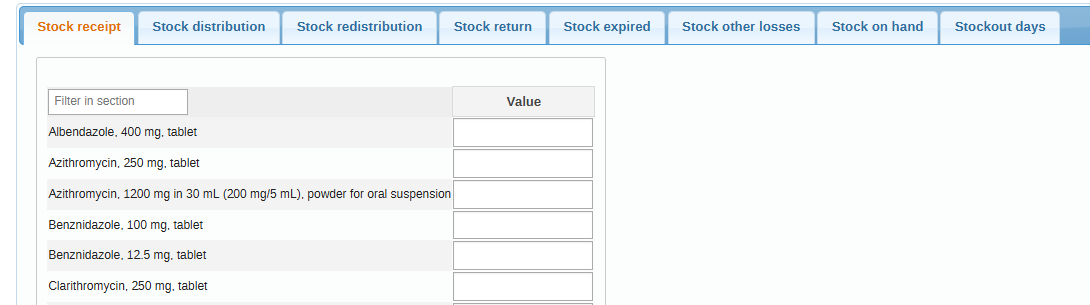 Stock receipt Stock distribution Stock redistribution Stock return Stock expired Stock other losses Stock on hand Stockout days
Filter in section Value
Albendazole, 400 mg, tablet
Azithromycin, 250 mg, tablet
Azithromycin, 1200 mg in 30 mL (200 mg/5 mL), powder for oral suspension
Benznidazole, 100 mg, tablet
Benznidazole, 12.5 mg, tablet
Clarithromycin, 250 mg, tablet